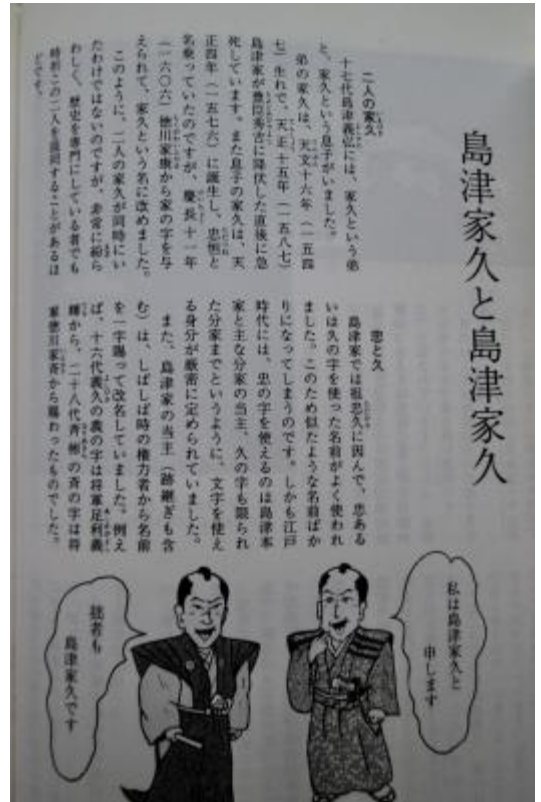 島津家久と島津家久
二人の家久
十七代島津義弘には、家久という弟
と、家久という息子がいました。
弟の家久は、天文十六年(一五四
七)生れで。天正十五年(一五八七)
島津家が豊臣秀吉に降伏した直後に急
死しています。また息子の家久は、天
正四年(一五七六)に誕生し、忠恒と
名乗っていたのですが、慶長十一年
(一六〇六)徳川家康から家の字を与
えられて、家久という名に改めました。
このように、二人の家久が同時にい
たわけではないのですが、非常に紛ら
わしく、歴史を専門にしている者でも
時折この二人を混同することがあるほ
どです。
忠と久
島津家では祖忠久に因んで、忠ある
いは久の字を使った名前がよく使われ
ました。このため似たような名前ばか
りになってしまうのです。しかも江戸
時代には。忠の字を使えるのは島津本
家と主な分家の当主、久の字も限られ
た分家までというように、文字を使え
る身分が厳密に定められていました。
また、島津家の当主(跡継ぎも含
む)は、しばしば時の権力者から名前
を一字賜って改名していました。例え
ば、十六代義久の義の字は将軍足利義
輝から、二十八代斉彬の斉の字は将
軍徳川家斉から賜わったものでした。
私は島津家久と
申します
拙者も
島津家久です